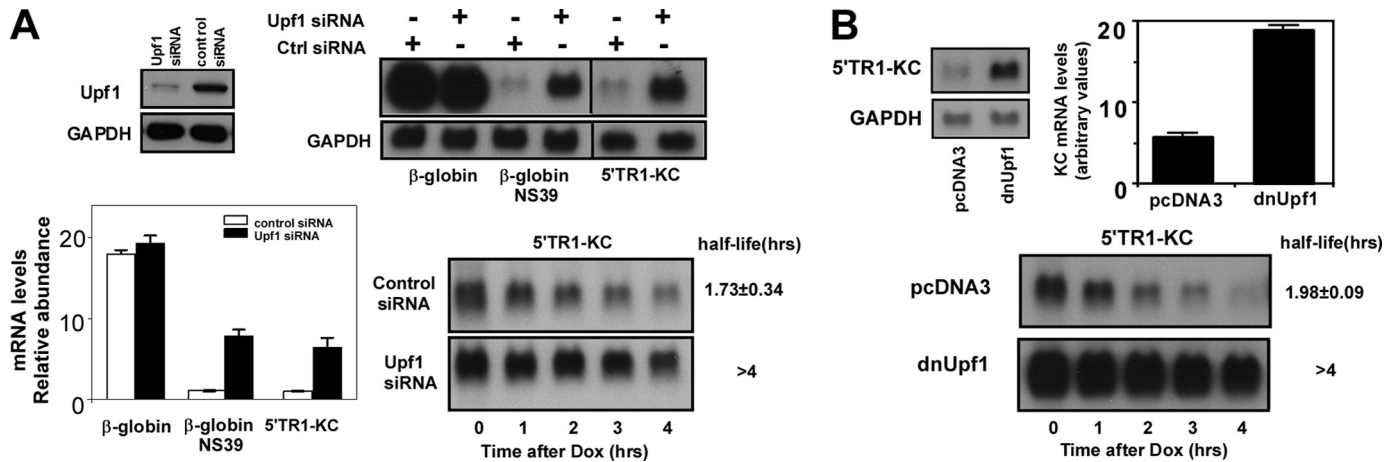 A
Upf1 siRNA
control siRNA
Upf1
GAPDH
Upf1 siRNA - + - + - +
Ctrl siRNA + - + - + -
GAPDH
β-globin β-globin NS39 5'TR1-KC
mRNA levels
Relative abundance
20
10
0
control siRNA
Upf1 siRNA
β-globin β-globin NS39 5'TR1-KC
5'TR1-KC half-life(hrs)
Control siRNA 1.73±0.34
Upf1 siRNA >4
0 1 2 3 4
Time after Dox (hrs)
B
5'TR1-KC
GAPDH
pcDNA3 dnUpf1
KC mRNA levels
(arbitrary values)
20
10
0
pcDNA3 dnUpf1
5'TR1-KC half-life(hrs)
pcDNA3 1.98±0.09
dnUpf1 >4
0 1 2 3 4
Time after Dox (hrs)